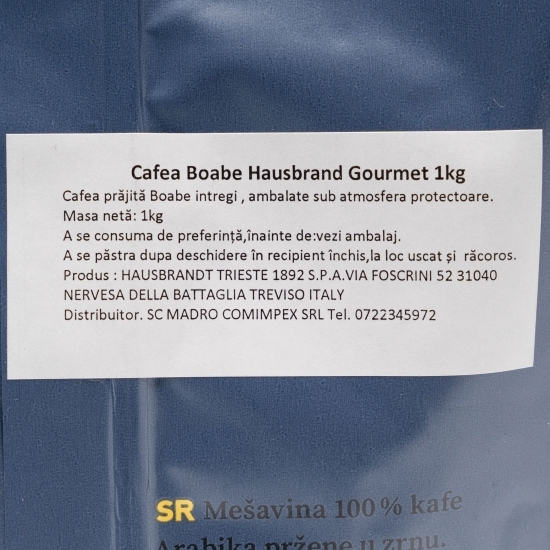 Cafea Boabe Hausbrand Gourmet 1kg
Cafea prăjită Boabe intregi , ambalate sub atmosfera protectoare.
Masa netă: 1kg
A se consuma de preferință,înainte de:vezi ambalaj.
A se păstra dupa deschidere în recipient închis,la loc uscat și răcoros.
Produs : HAUSBRANDT TRIESTE 1892 S.P.A.VIA FOSCRINI 52 31040
NERVESA DELLA BATTAGLIA TREVISO ITALY
Distribuitor. SC MADRO COMIMPEX SRL Tel. 0722345972
SR Mešavina 100 % kafe
Arabika pržene u zrnu.